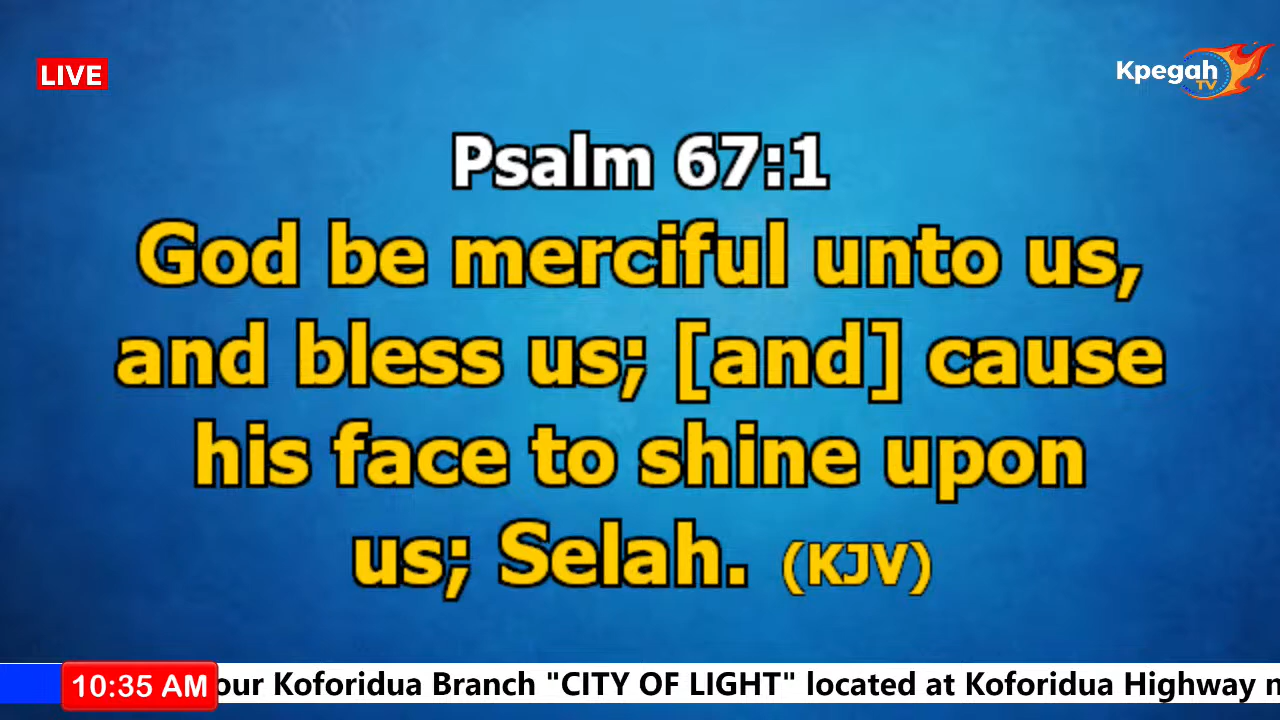 LIVE
Kpegah
TV
Psalm 67:1
God be merciful unto us,
and bless us; [and] cause
his face to shine upon
us; Selah. (KJV)
10:35 AM
our Koforidua Branch "CITY OF LIGHT" located at Koforidua Highway